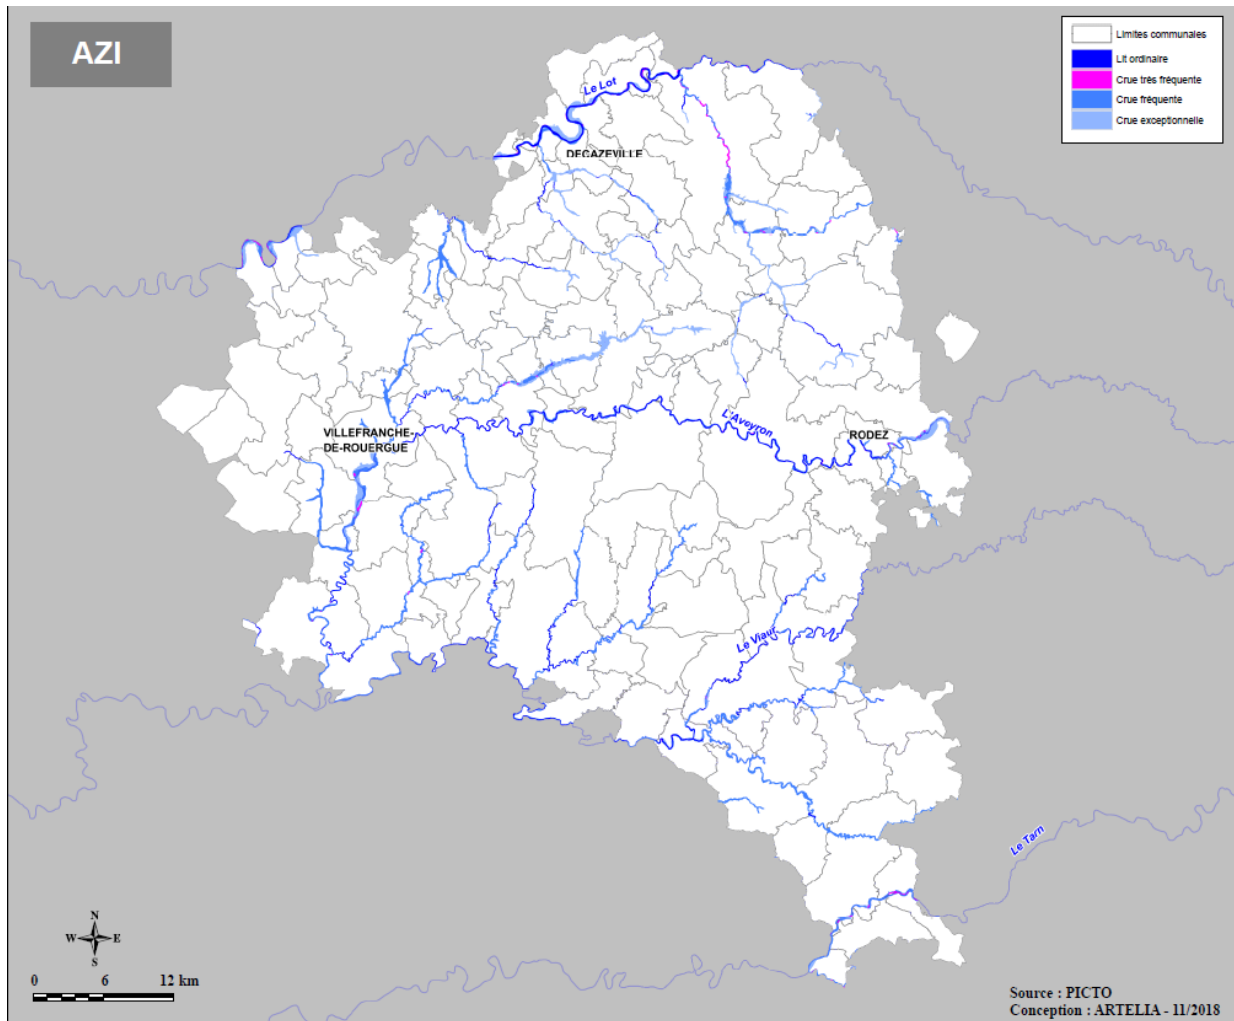 AZI
Limites communales
Lit ordinaire
Crue très fréquente
Crue fréquente
Crue exceptionnelle
Le Lot
DECAZEVILLE
L'Aveyron
VILLEFRANCHE-
DE-ROUERGUE
RODEZ
Le Viaur
Le Tarn
N
W E
S
0 6 12 km
Source : PICTO
Conception : ARTELIA - 11/2018